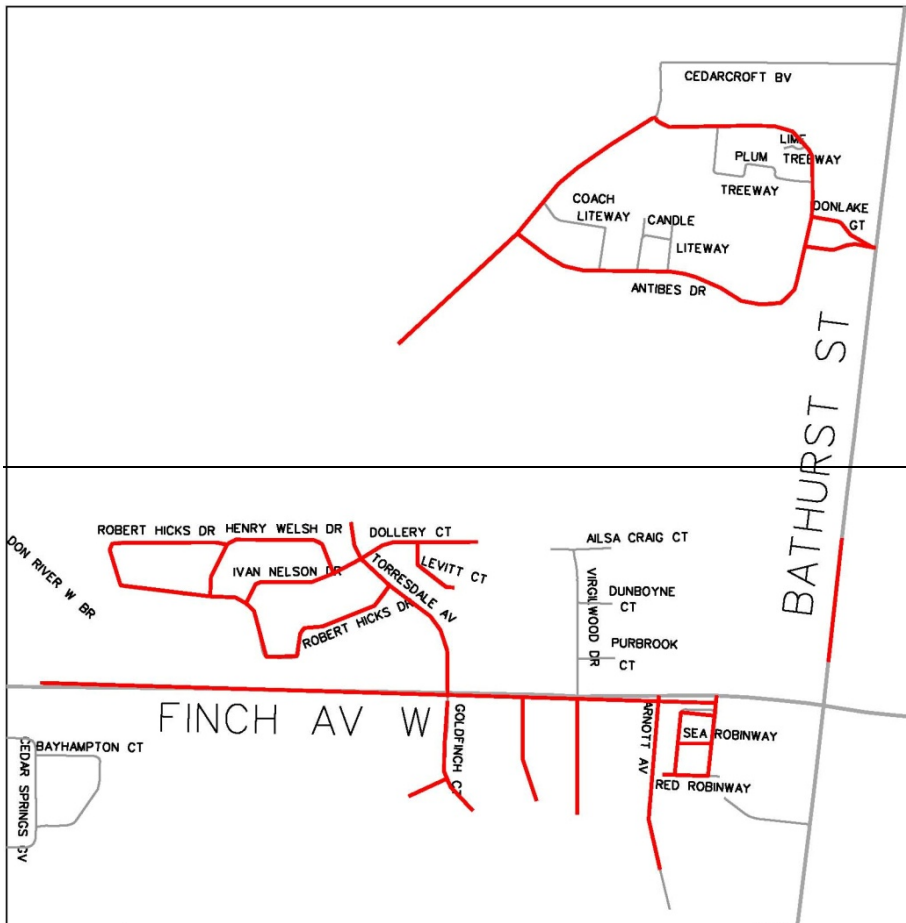 CEDARCROFT BV
LIME
TREEWAY
PLUM
TREEWAY
DONLAKE
GT
COACH
LITEWAY
CANDLE
LITEWAY
ANTIBES DR
BATHURST ST
ROBERT HICKS DR
HENRY WELSH DR
DOLLERY CT
DON RIVER W BR
IVAN NELSON DR
LEVITT CT
TORRESDALE AV
ROBERT HICKS DR
AILSA CRAIG CT
VIRGILWOOD DR
DUNBOYNE
CT
PURBROOK
CT
FINCH AV W
GOLDFINCH CT
ARNOTT AV
SEA ROBINWAY
RED ROBINWAY
BAYHAMPTON CT
CEDAR SPRINGS GV